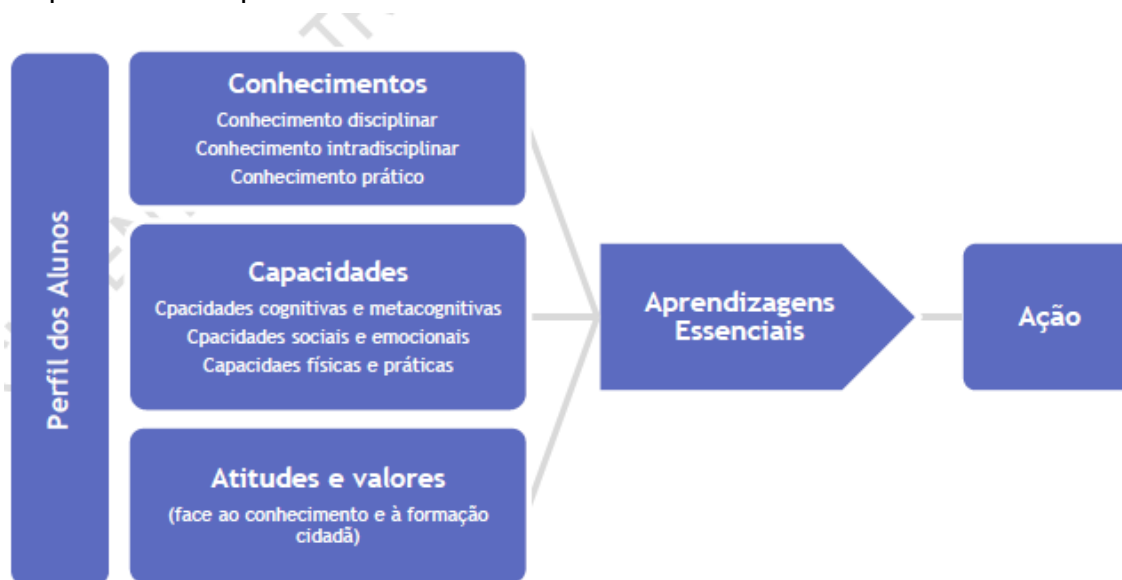 Perfil dos Alunos
Conhecimentos
Conhecimento disciplinar
Conhecimento intradisciplinar
Conhecimento prático
Capacidades
Cpacidades cognitivas e metacognitivas
Cpacidades sociais e emocionais
Capacidaes físicas e práticas
Atitudes e valores
(face ao conhecimento e à formação
cidadã)
Aprendizagens
Essenciais
Ação